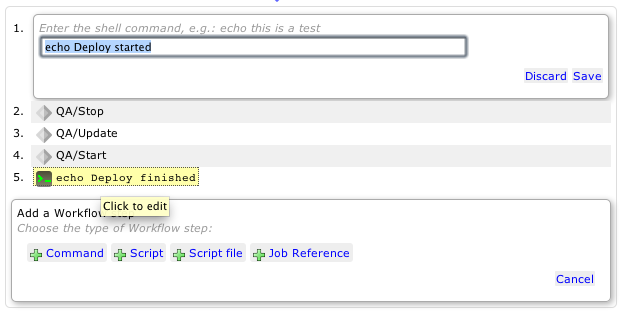 1. Enter the shell command, e.g.: echo this is a test
echo Deploy started
Discard Save
2. QA/Stop
3. QA/Update
4. QA/Start
5. echo Deploy finished
Click to edit
Add a Workflow step
Choose the type of Workflow step:
Command Script Script file Job Reference
Cancel